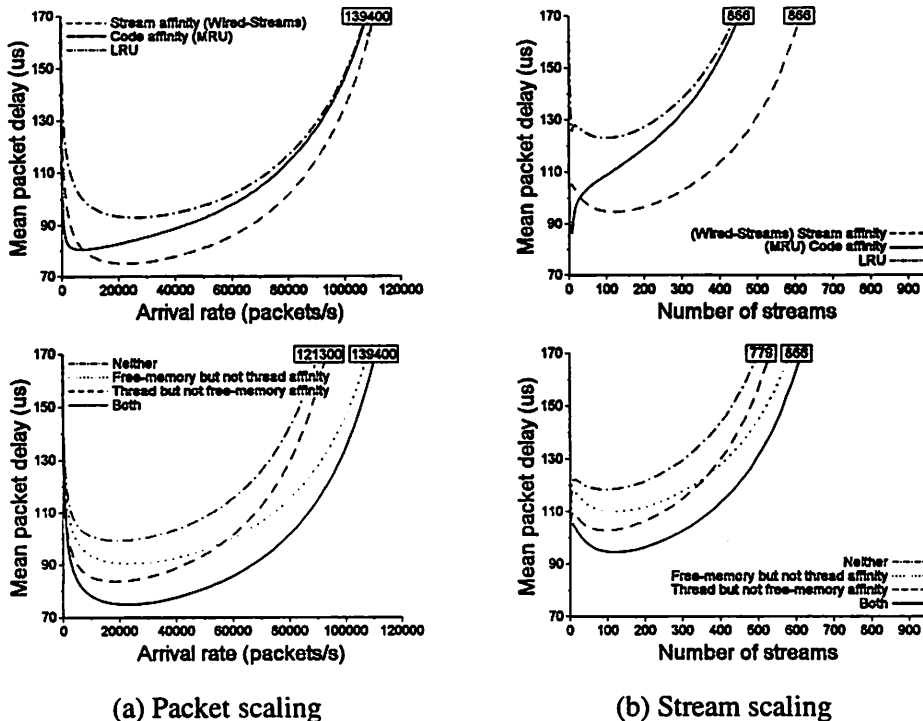 139400
Stream affinity (Wired-Streams)
Code affinity (MRU)
LRU
Mean packet delay (us)
170
150
130
110
90
70
0 20000 40000 60000 80000 100000 120000
Arrival rate (packets/s)
866 866
Mean packet delay (us)
170
150
130
110
90
70
(Wired-Streams) Stream affinity
(MRU) Code affinity
LRU
0 100 200 300 400 500 600 700 800 900
Number of streams
121300 139400
Neither
Free-memory but not thread affinity
Thread but not free-memory affinity
Both
Mean packet delay (us)
170
150
130
110
90
70
0 20000 40000 60000 80000 100000 120000
Arrival rate (packets/s)
779 866
Mean packet delay (us)
170
150
130
110
90
70
Neither
Free-memory but not thread affinity
Thread but not free-memory affinity
Both
0 100 200 300 400 500 600 700 800 900
Number of streams
(a) Packet scaling
(b) Stream scaling